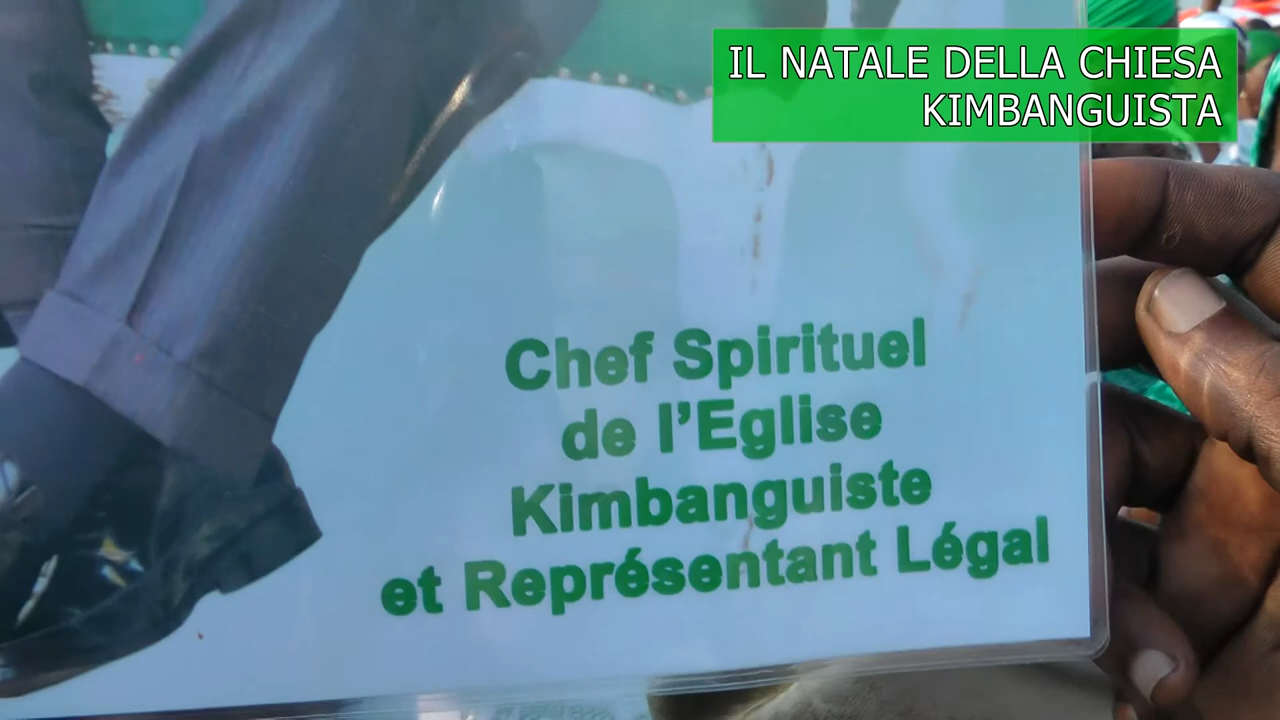 IL NATALE DELLA CHIESA
KIMBANGUISTA
Chef Spirituel
de l'Eglise
Kimbanguiste
et Représentant Légal